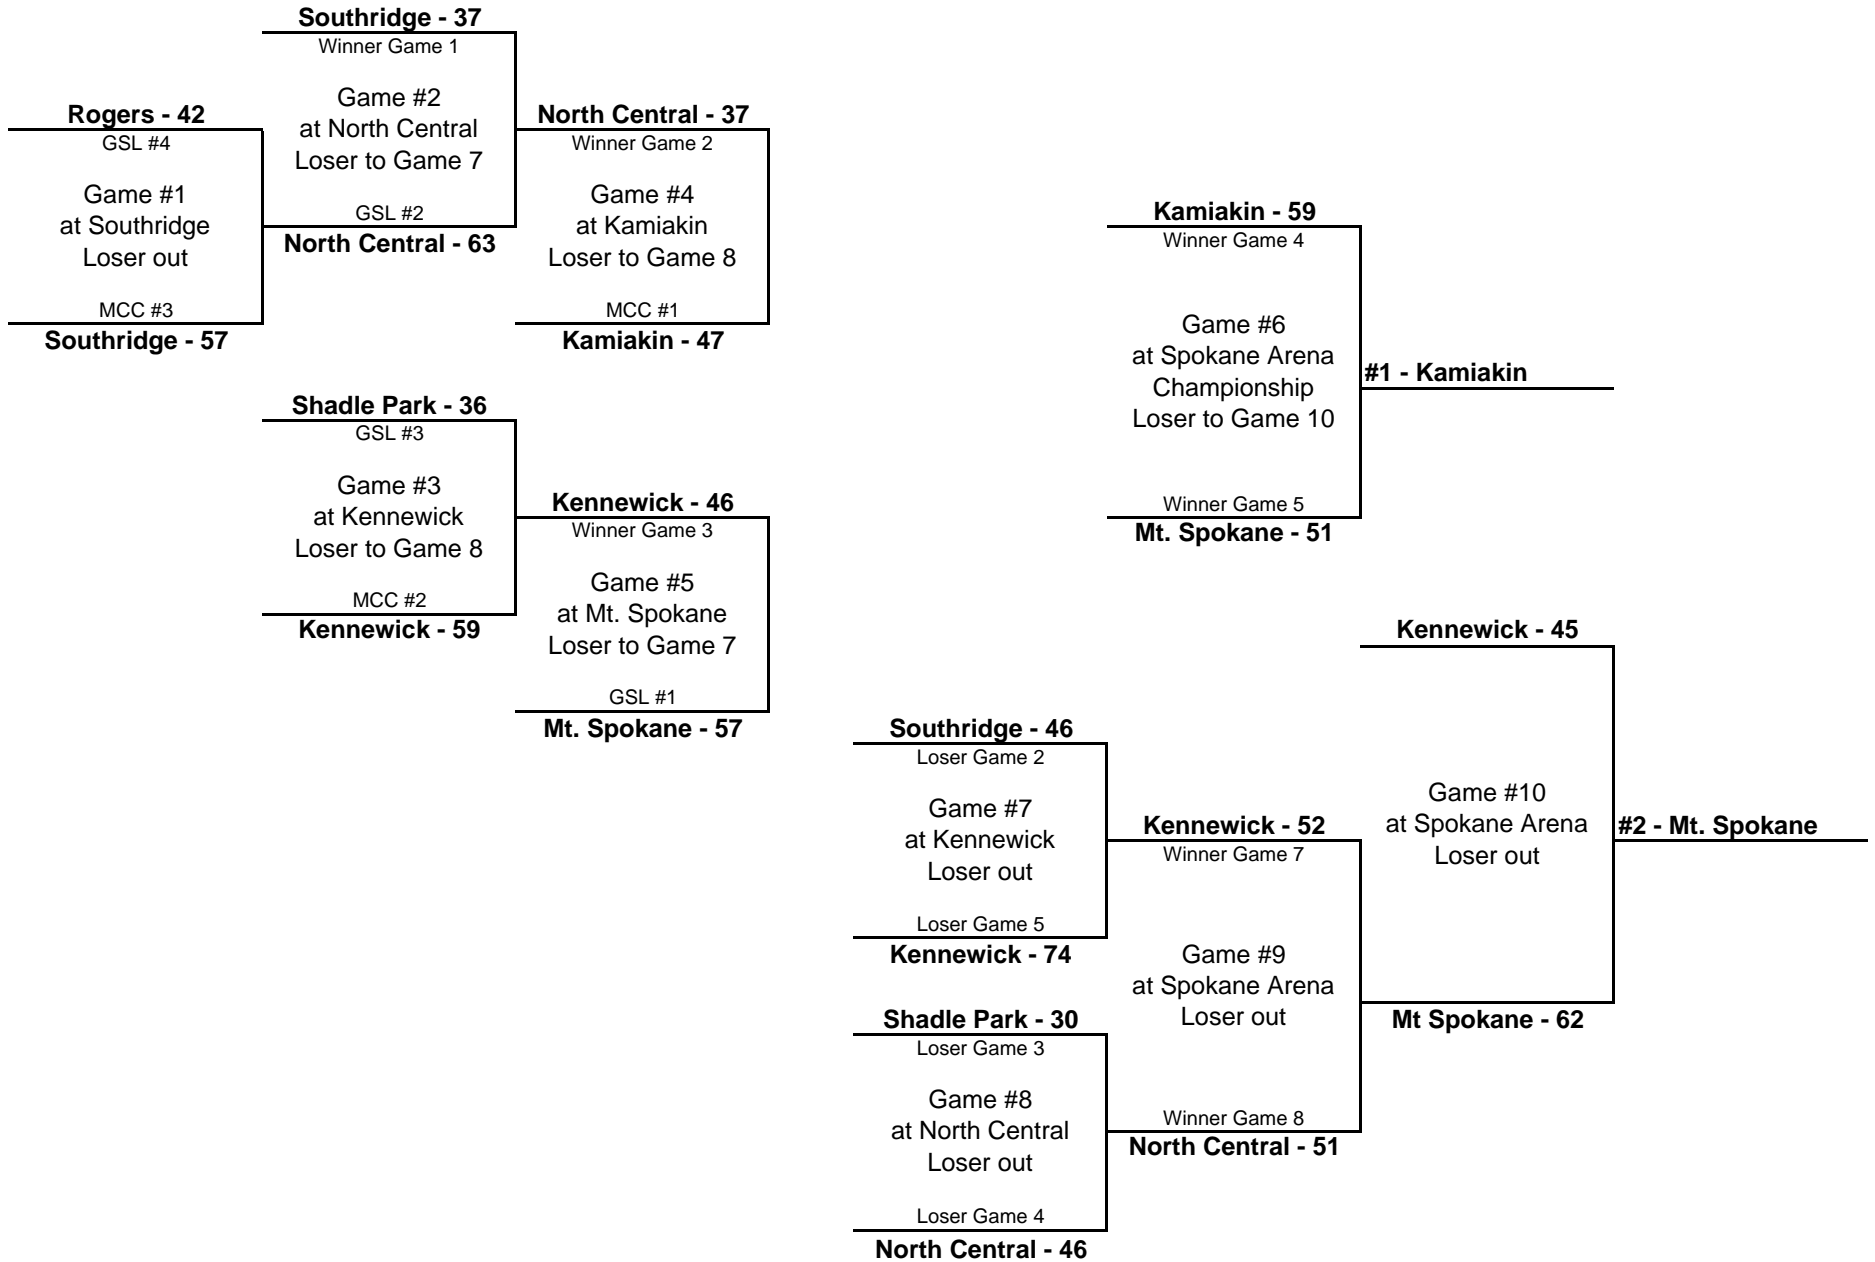 Southridge - 37
Winner Game 1
Game #2
at North Central
Loser to Game 7
GSL #2
North Central - 63
Rogers - 42
GSL #4
Game #1
at Southridge
Loser out
MCC #3
Southridge - 57
North Central - 37
Winner Game 2
Game #4
at Kamiakin
Loser to Game 8
MCC #1
Kamiakin - 47
Shadle Park - 36
GSL #3
Game #3
at Kennewick
Loser to Game 8
MCC #2
Kennewick - 59
Kennewick - 46
Winner Game 3
Game #5
at Mt. Spokane
Loser to Game 7
GSL #1
Mt. Spokane - 57
Kamiakin - 59
Winner Game 4
Game #6
at Spokane Arena
Championship
Loser to Game 10
Winner Game 5
Mt. Spokane - 51
#1 - Kamiakin
Southridge - 46
Loser Game 2
Game #7
at Kennewick
Loser out
Loser Game 5
Kennewick - 74
Shadle Park - 30
Loser Game 3
Game #8
at North Central
Loser out
Loser Game 4
North Central - 46
Kennewick - 52
Winner Game 7
Game #9
at Spokane Arena
Loser out
Winner Game 8
North Central - 51
Kennewick - 45
Game #10
at Spokane Arena
Loser out
Mt Spokane - 62
#2 - Mt. Spokane